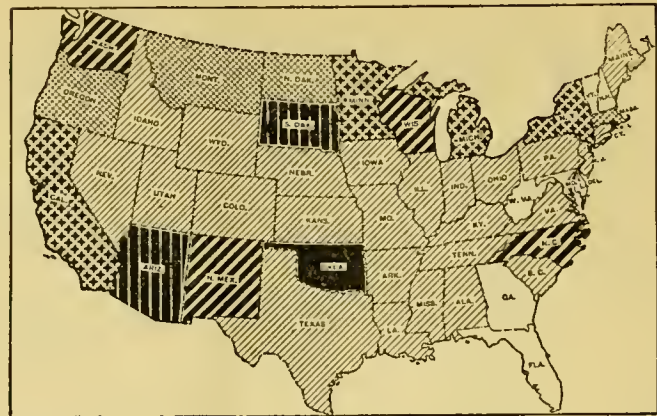 WASH.
MONT.
N. DAK.
MINN.
OREGON
IDAHO
WYO.
S. DAK.
WIS.
MICH.
MAINE
VT.
N.H.
NEV.
UTAH
COLO.
NEBR.
IOWA
ILL.
IND.
OHIO
PA.
W. VA.
VA.
CAL.
KANS.
MO.
KY.
ARIZ.
N. MEX.
OKLA.
ARK.
TENN.
N.C.
S.C.
TEXAS
LA.
MISS.
ALA.
GA.
FLA.
MASS.
DEL.